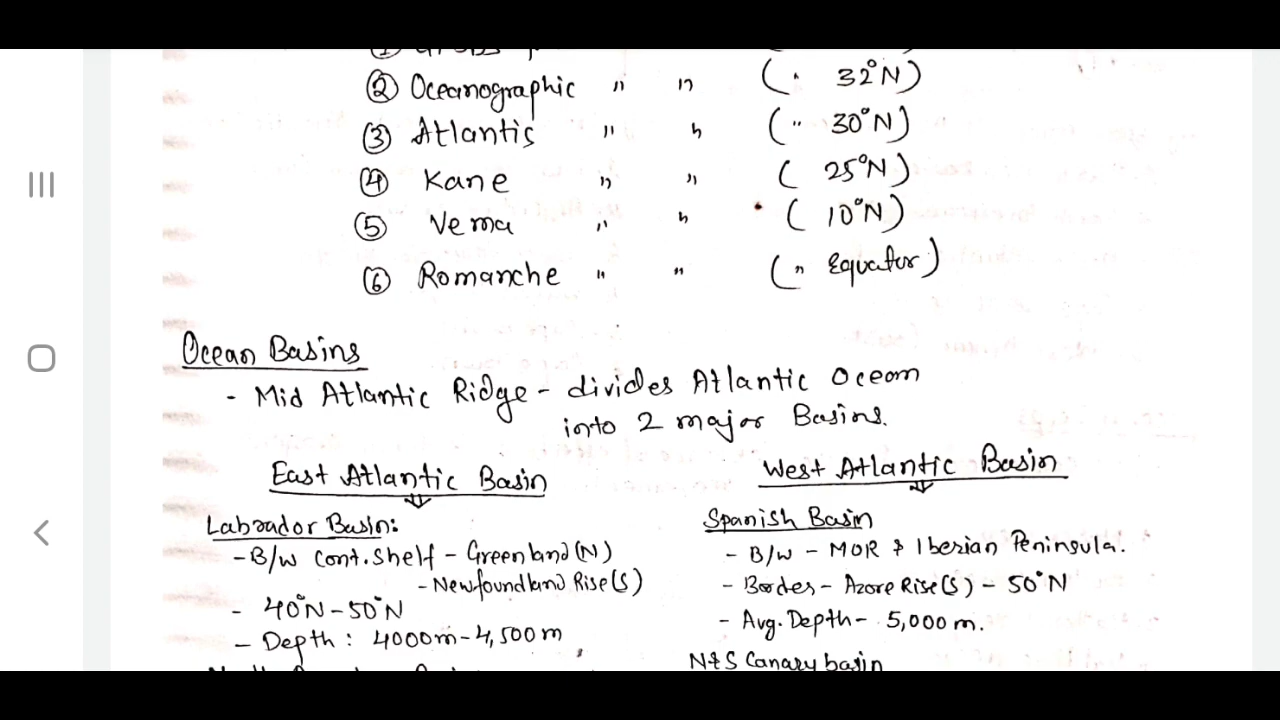 ② Oceanographic " " ( " 32°N)
③ Atlantis " " ( " 30°N)
④ Kane " " ( 25°N)
⑤ Vema " " ( 10°N)
⑥ Romanche " " ( " Equator)
Ocean Basins
- Mid Atlantic Ridge - divides Atlantic Ocean
into 2 major Basins.
East Atlantic Basin
Labrador Basin:
- B/w Cont. Shelf - Greenland (N)
- Newfoundland Rise (S)
- 40°N - 50°N
- Depth : 4000m - 4,500m
West Atlantic Basin
Spanish Basin
- B/w - MOR & Iberian Peninsula.
- Bordes - Azore Rise (S) - 50°N
- Avg. Depth - 5,000 m.
N&S Canary basin